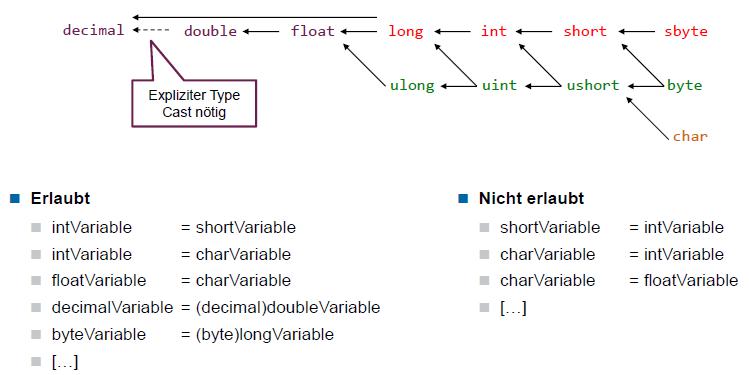 decimal double float long int short sbyte
ulong uint ushort byte
Expliziter Type
Cast nötig
char
Erlaubt
intVariable = shortVariable
intVariable = charVariable
floatVariable = charVariable
decimalVariable = (decimal)doubleVariable
byteVariable = (byte)longVariable
[…]
Nicht erlaubt
shortVariable = intVariable
charVariable = intVariable
charVariable = floatVariable
[…]